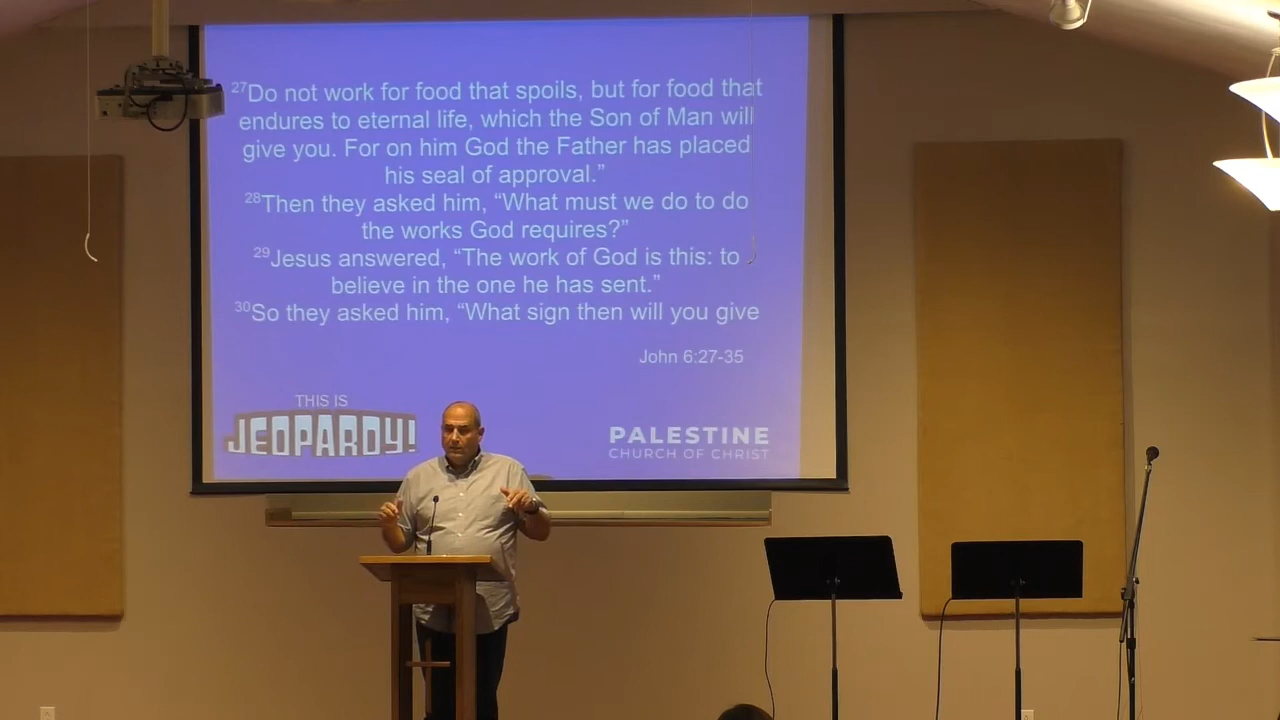 27Do not work for food that spoils, but for food that
endures to eternal life, which the Son of Man will
give you. For on him God the Father has placed
his seal of approval.”
28Then they asked him, “What must we do to do
the works God requires?”
29Jesus answered, “The work of God is this: to
believe in the one he has sent.”
30So they asked him, “What sign then will you give
John 6:27-35
THIS IS
JEOPARDY!
PALESTINE
CHURCH OF CHRIST